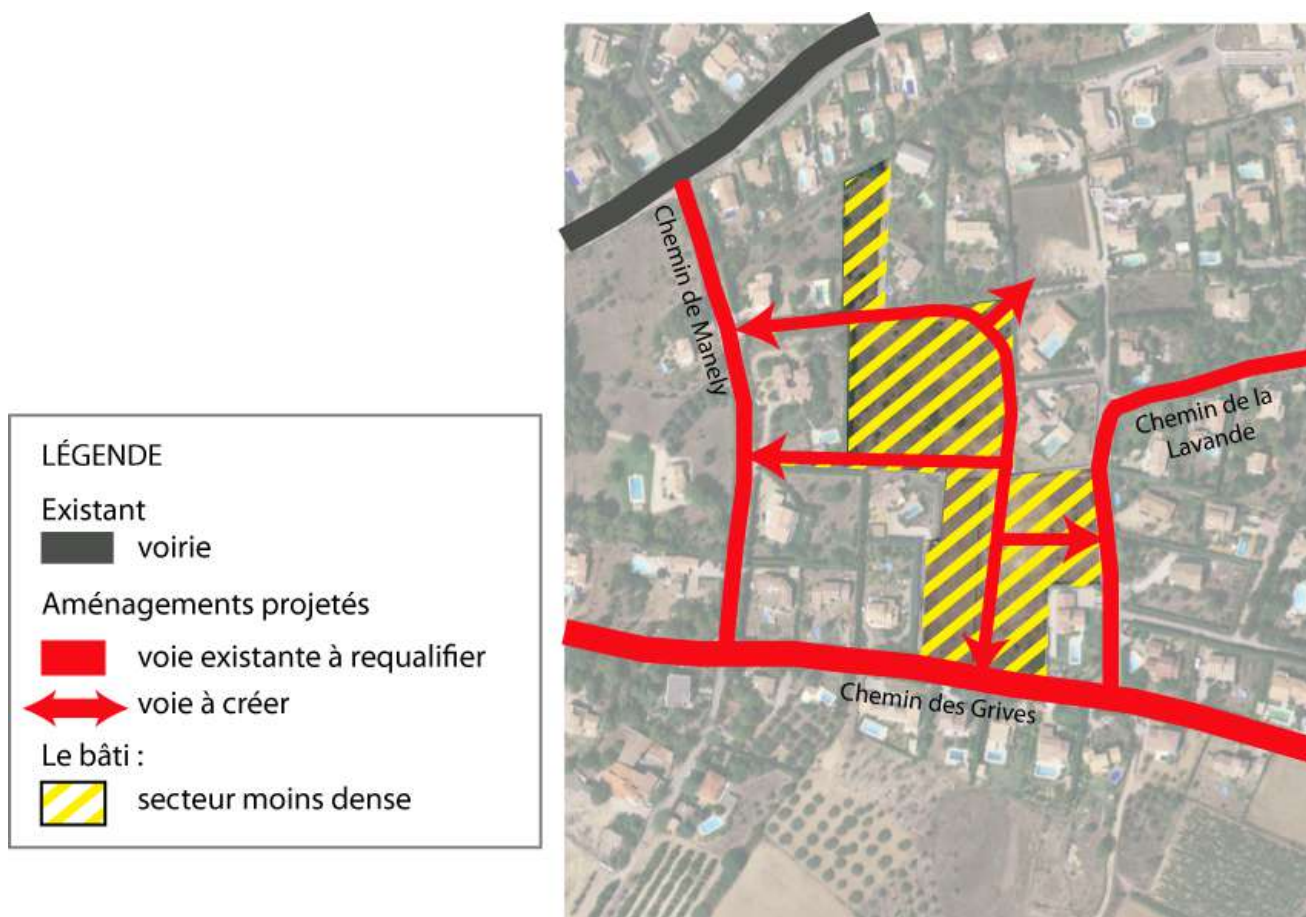 LÉGENDE
Existant
voirie
Aménagements projetés
voie existante à requalifier
voie à créer
Le bâti :
secteur moins dense
Chemin de Manely
Chemin de la
Lavande
Chemin des Grives